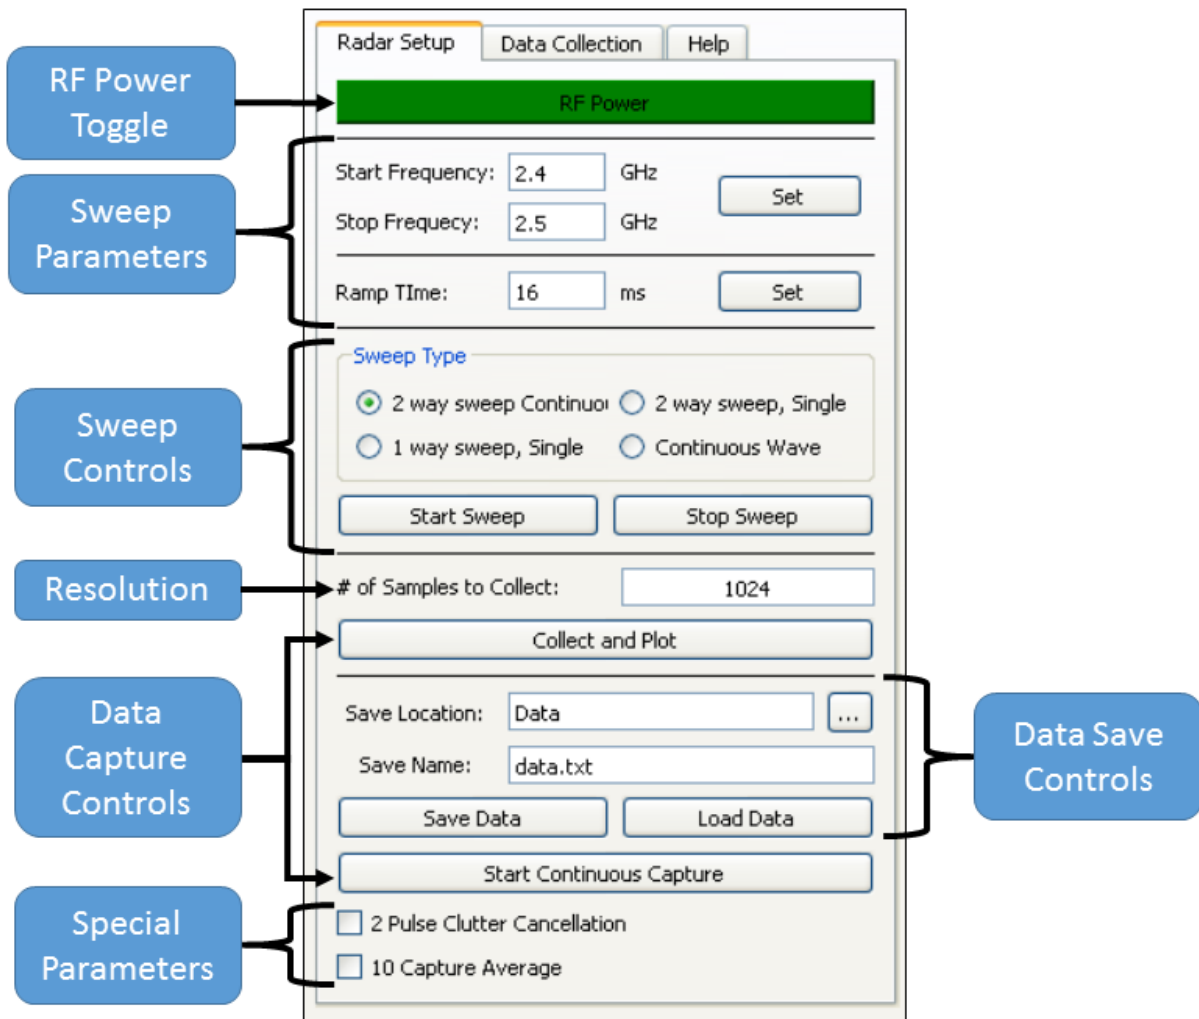 Radar Setup
Data Collection
Help
RF Power
Toggle
RF Power
Sweep
Parameters
Start Frequency: 2.4 GHz
Set
Stop Frequecy: 2.5 GHz
Ramp TIme: 16 ms
Set
Sweep
Controls
Sweep Type
2 way sweep Continuou
2 way sweep, Single
1 way sweep, Single
Continuous Wave
Start Sweep
Stop Sweep
Resolution
# of Samples to Collect: 1024
Data
Capture
Controls
Collect and Plot
Save Location: Data ...
Save Name: data.txt
Save Data
Load Data
Data Save
Controls
Start Continuous Capture
Special
Parameters
2 Pulse Clutter Cancellation
10 Capture Average